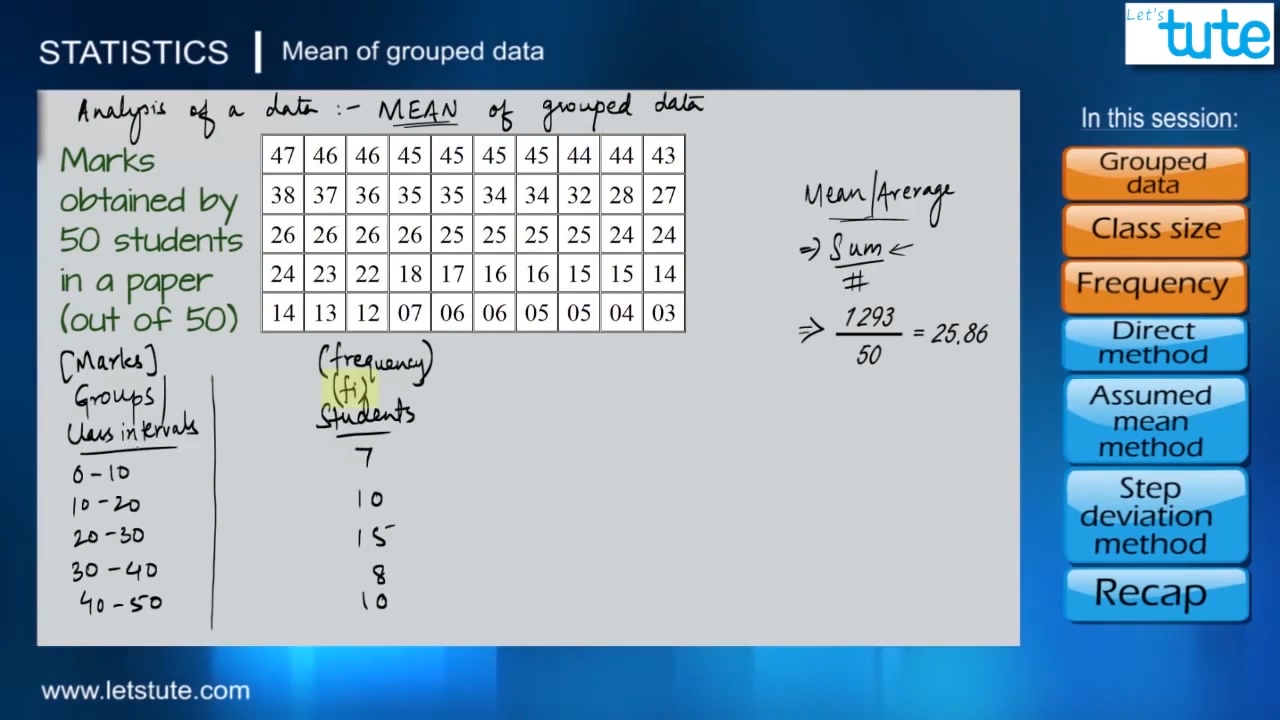 Let's
tute
STATISTICS | Mean of grouped data
Analysis of a data :- MEAN of grouped data
Marks
obtained by
50 students
in a paper
(out of 50)
47 46 46 45 45 45 45 44 44 43
38 37 36 35 35 34 34 32 28 27
26 26 26 26 25 25 25 25 24 24
24 23 22 18 17 16 16 15 15 14
14 13 12 07 06 06 05 05 04 03
Mean/Average
⇒ Sum ←
#
⇒ 1293
50
= 25.86
[Marks]
Groups
Class intervals
(frequency)
(fi)
Students
0-10 7
10-20 10
20-30 15
30-40 8
40-50 10
In this session:
Grouped
data
Class size
Frequency
Direct
method
Assumed
mean
method
Step
deviation
method
Recap
www.letstute.com